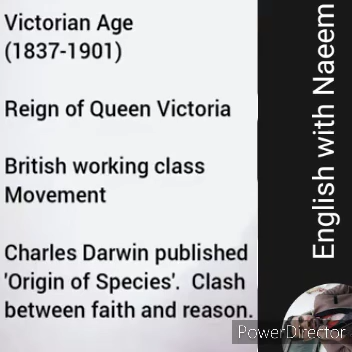 Victorian Age
(1837-1901)
Reign of Queen Victoria
British working class
Movement
Charles Darwin published
'Origin of Species'. Clash
between faith and reason.
English with Naeem
PowerDirector